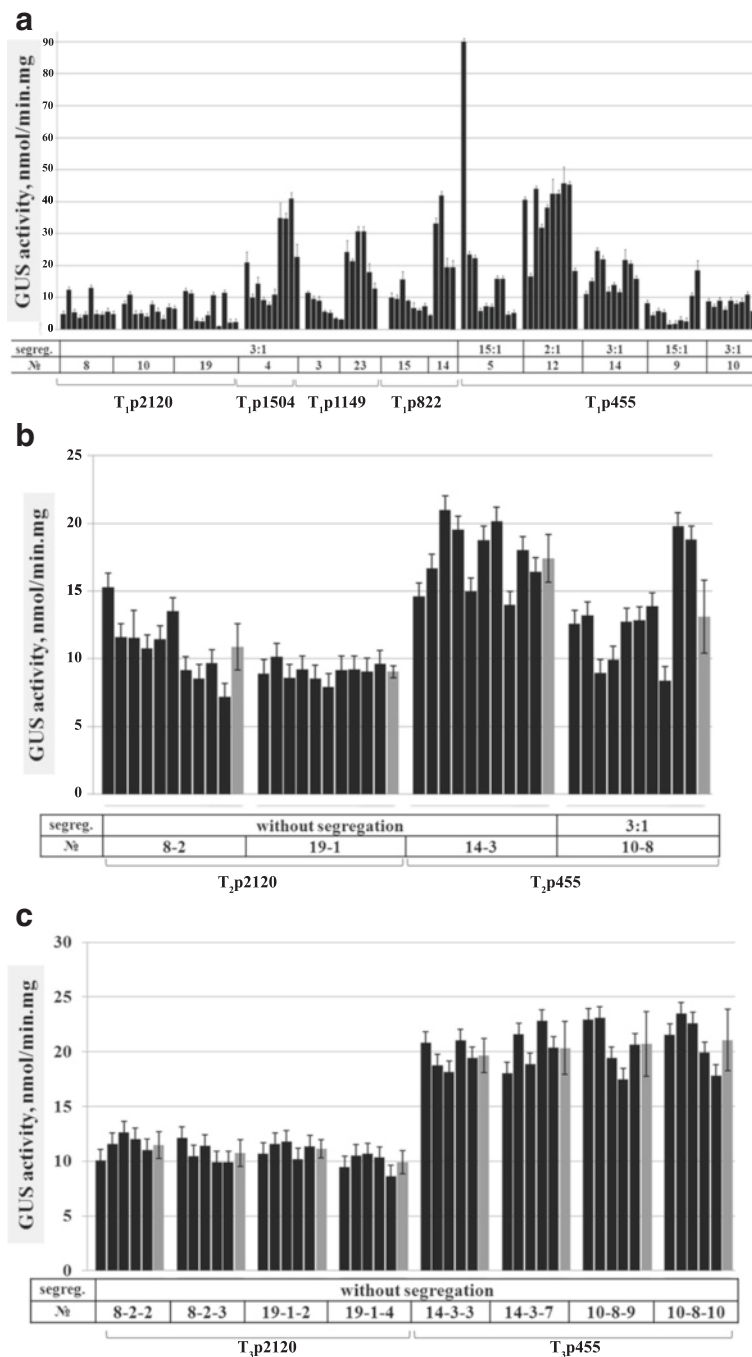 a
GUS activity, nmol/min.mg
90
80
70
60
50
40
30
20
10
0
segreg. 3:1 15:1 2:1 3:1 15:1 3:1
№ 8 10 19 4 3 23 15 14 5 12 14 9 10
T₁p2120 T₁p1504 T₁p1149 T₁p822 T₁p455
b
GUS activity, nmol/min.mg
25
20
15
10
5
0
segreg. without segregation 3:1
№ 8-2 19-1 14-3 10-8
T₂p2120 T₂p455
c
GUS activity, nmol/min.mg
30
25
20
15
10
5
0
segreg. without segregation
№ 8-2-2 8-2-3 19-1-2 19-1-4 14-3-3 14-3-7 10-8-9 10-8-10
T₃p2120 T₃p455